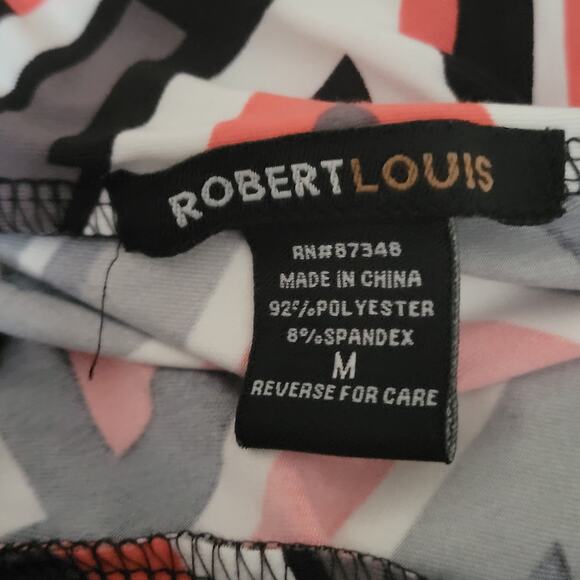 ROBERTLOUIS
RN#87348
MADE IN CHINA
92%POLYESTER
8%SPANDEX
M
REVERSE FOR CARE